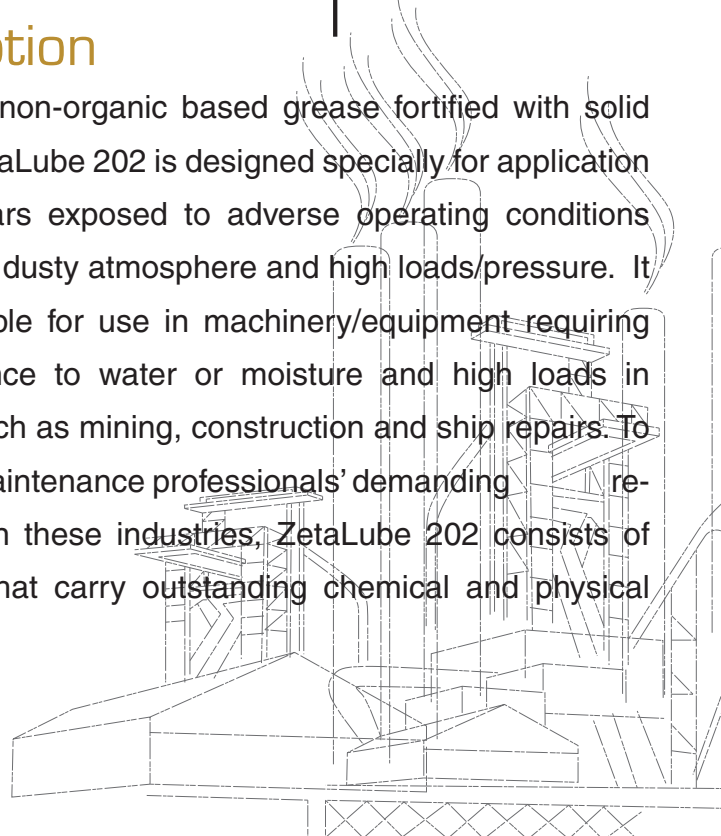 ption
non-organic based grease fortified with solid
aLube 202 is designed specially for application
ars exposed to adverse operating conditions
dusty atmosphere and high loads/pressure. It
ble for use in machinery/equipment requiring
nce to water or moisture and high loads in
ch as mining, construction and ship repairs. To
aintenance professionals’ demanding re-
n these industries, ZetaLube 202 consists of
hat carry outstanding chemical and physical